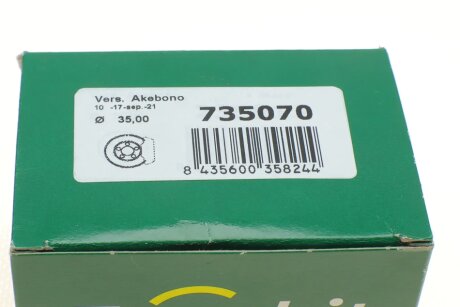 Vers. Akebono
10 -17-sep.-21
Ø 35,00
735070
8 435600 358244